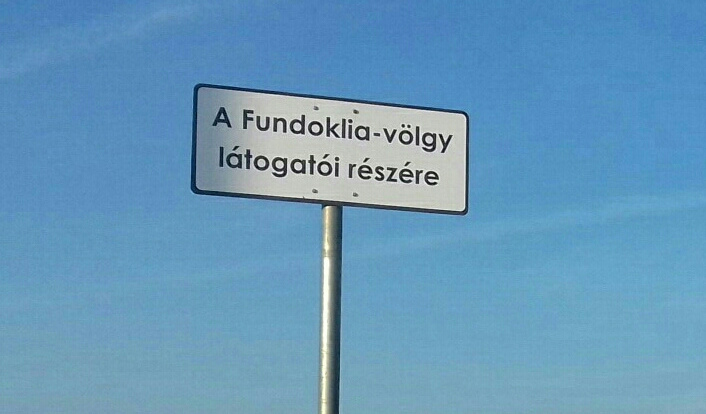 A Fundoklia-völgy
látogatói részére